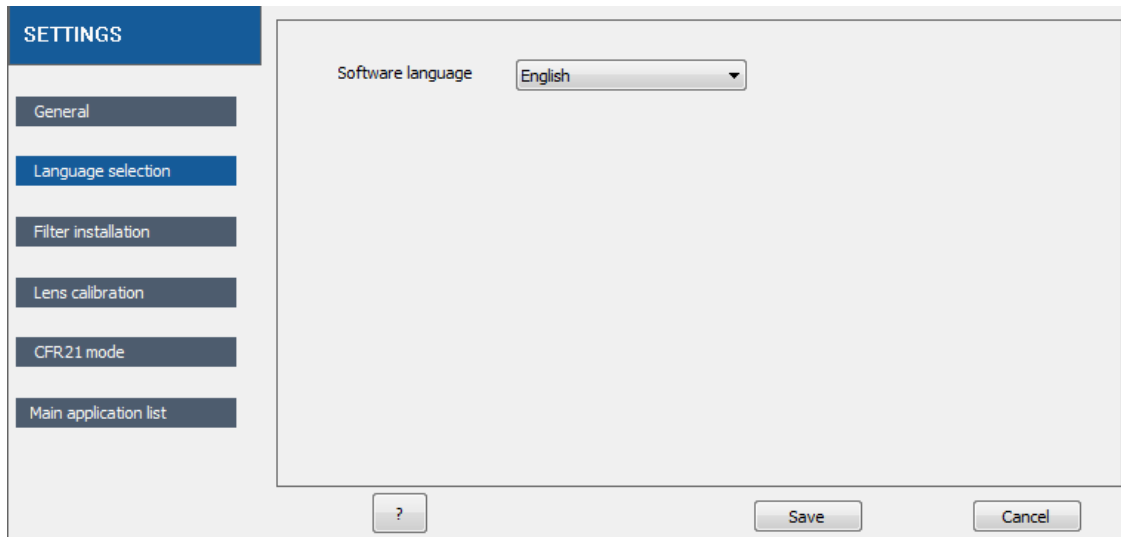 SETTINGS
General
Language selection
Filter installation
Lens calibration
CFR21 mode
Main application list
Software language
English
?
Save
Cancel